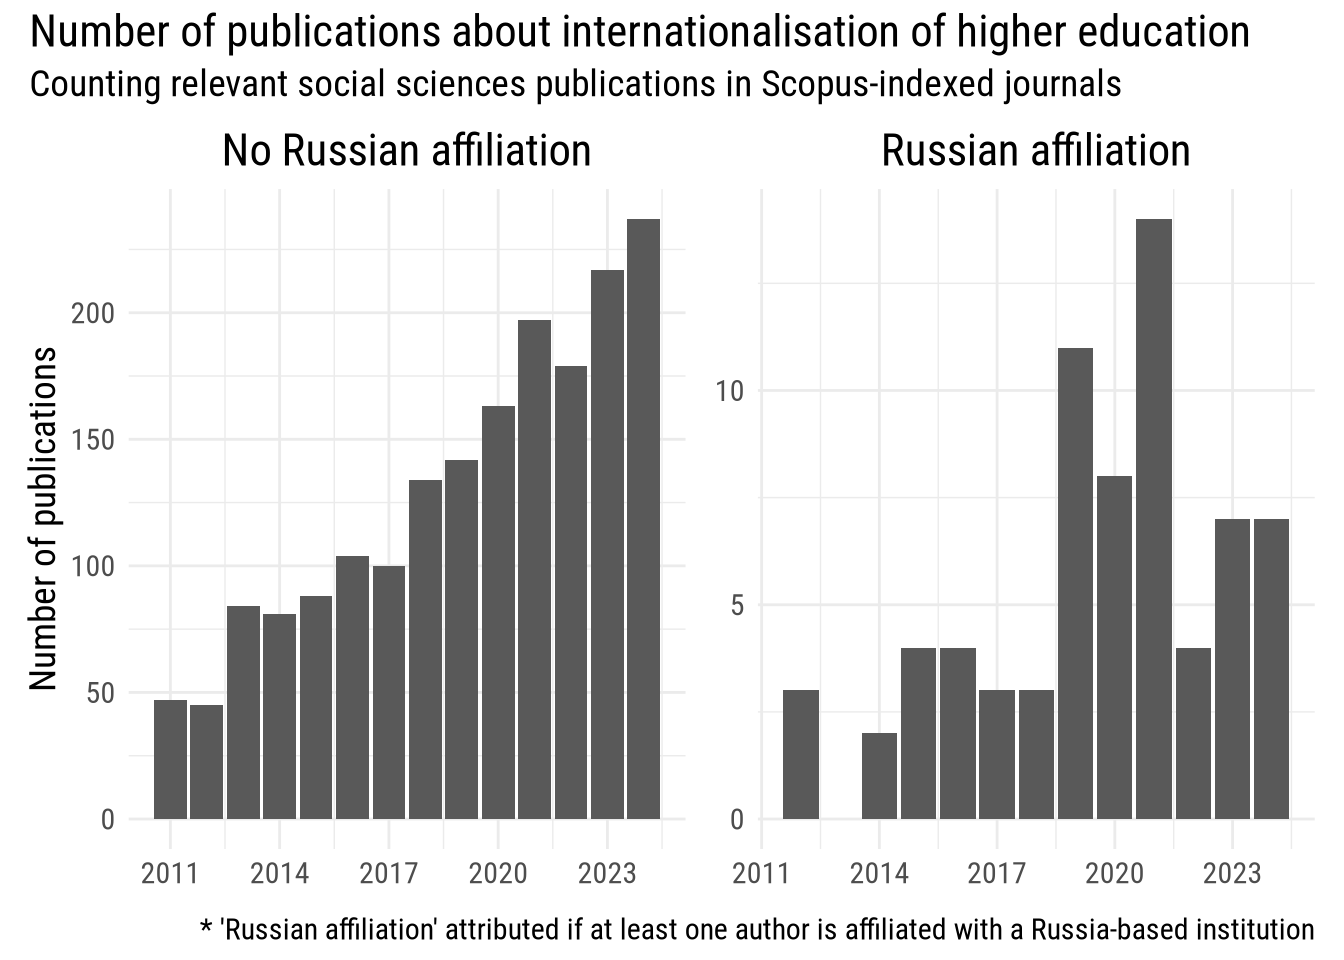 Number of publications about internationalisation of higher education
Counting relevant social sciences publications in Scopus-indexed journals
No Russian affiliation
Russian affiliation
Number of publications
200
150
100
50
0
10
5
0
2011 2014 2017 2020 2023
2011 2014 2017 2020 2023
* 'Russian affiliation' attributed if at least one author is affiliated with a Russia-based institution